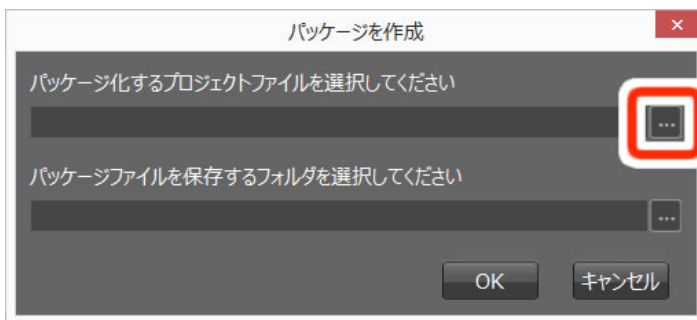 パッケージを作成
パッケージ化するプロジェクトファイルを選択してください
...
パッケージファイルを保存するフォルダを選択してください
...
OK キャンセル